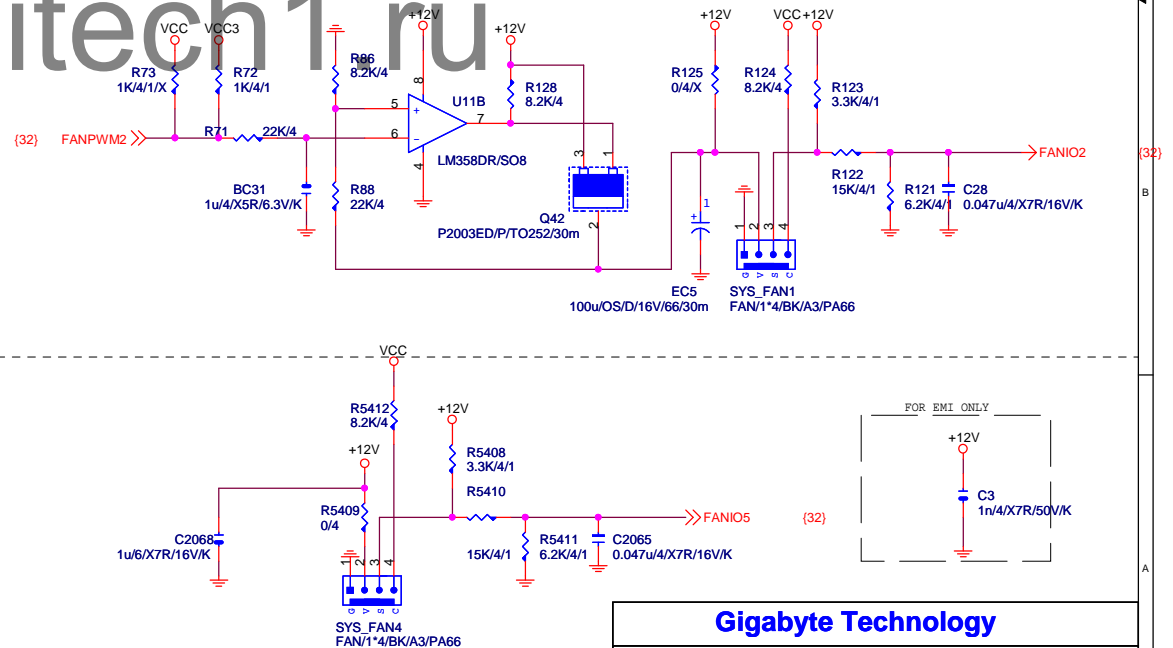 itech1.ru
+12V
VCC
VCC3
+12V
+12V
VCC
+12V
R73
1K/4/1/X
R72
1K/4/1
R86
8.2K/4
8
R128
8.2K/4
R125
0/4/X
R124
8.2K/4
R123
3.3K/4/1
5
+
U11B
7
{32}
FANPWM2
R71
22K/4
6
-
LM358DR/SO8
4
3
1
FANIO2
{32}
BC31
1u/4/X5R/6.3V/K
R88
22K/4
R122
15K/4/1
R121
6.2K/4/1
C28
0.047u/4/X7R/16V/K
B
Q42
P2003ED/P/TO252/30m
2
+
1
1
2
3
4
G
V
S
C
EC5
100u/OS/D/16V/66/30m
SYS_FAN1
FAN/1*4/BK/A3/PA66
VCC
R5412
8.2K/4
+12V
FOR EMI ONLY
+12V
+12V
R5408
3.3K/4/1
C3
1n/4/X7R/50V/K
R5410
R5409
0/4
FANIO5
{32}
C2068
1u/6/X7R/16V/K
15K/4/1
R5411
6.2K/4/1
C2065
0.047u/4/X7R/16V/K
1
2
3
4
A
G
V
S
C
SYS_FAN4
FAN/1*4/BK/A3/PA66
Gigabyte Technology